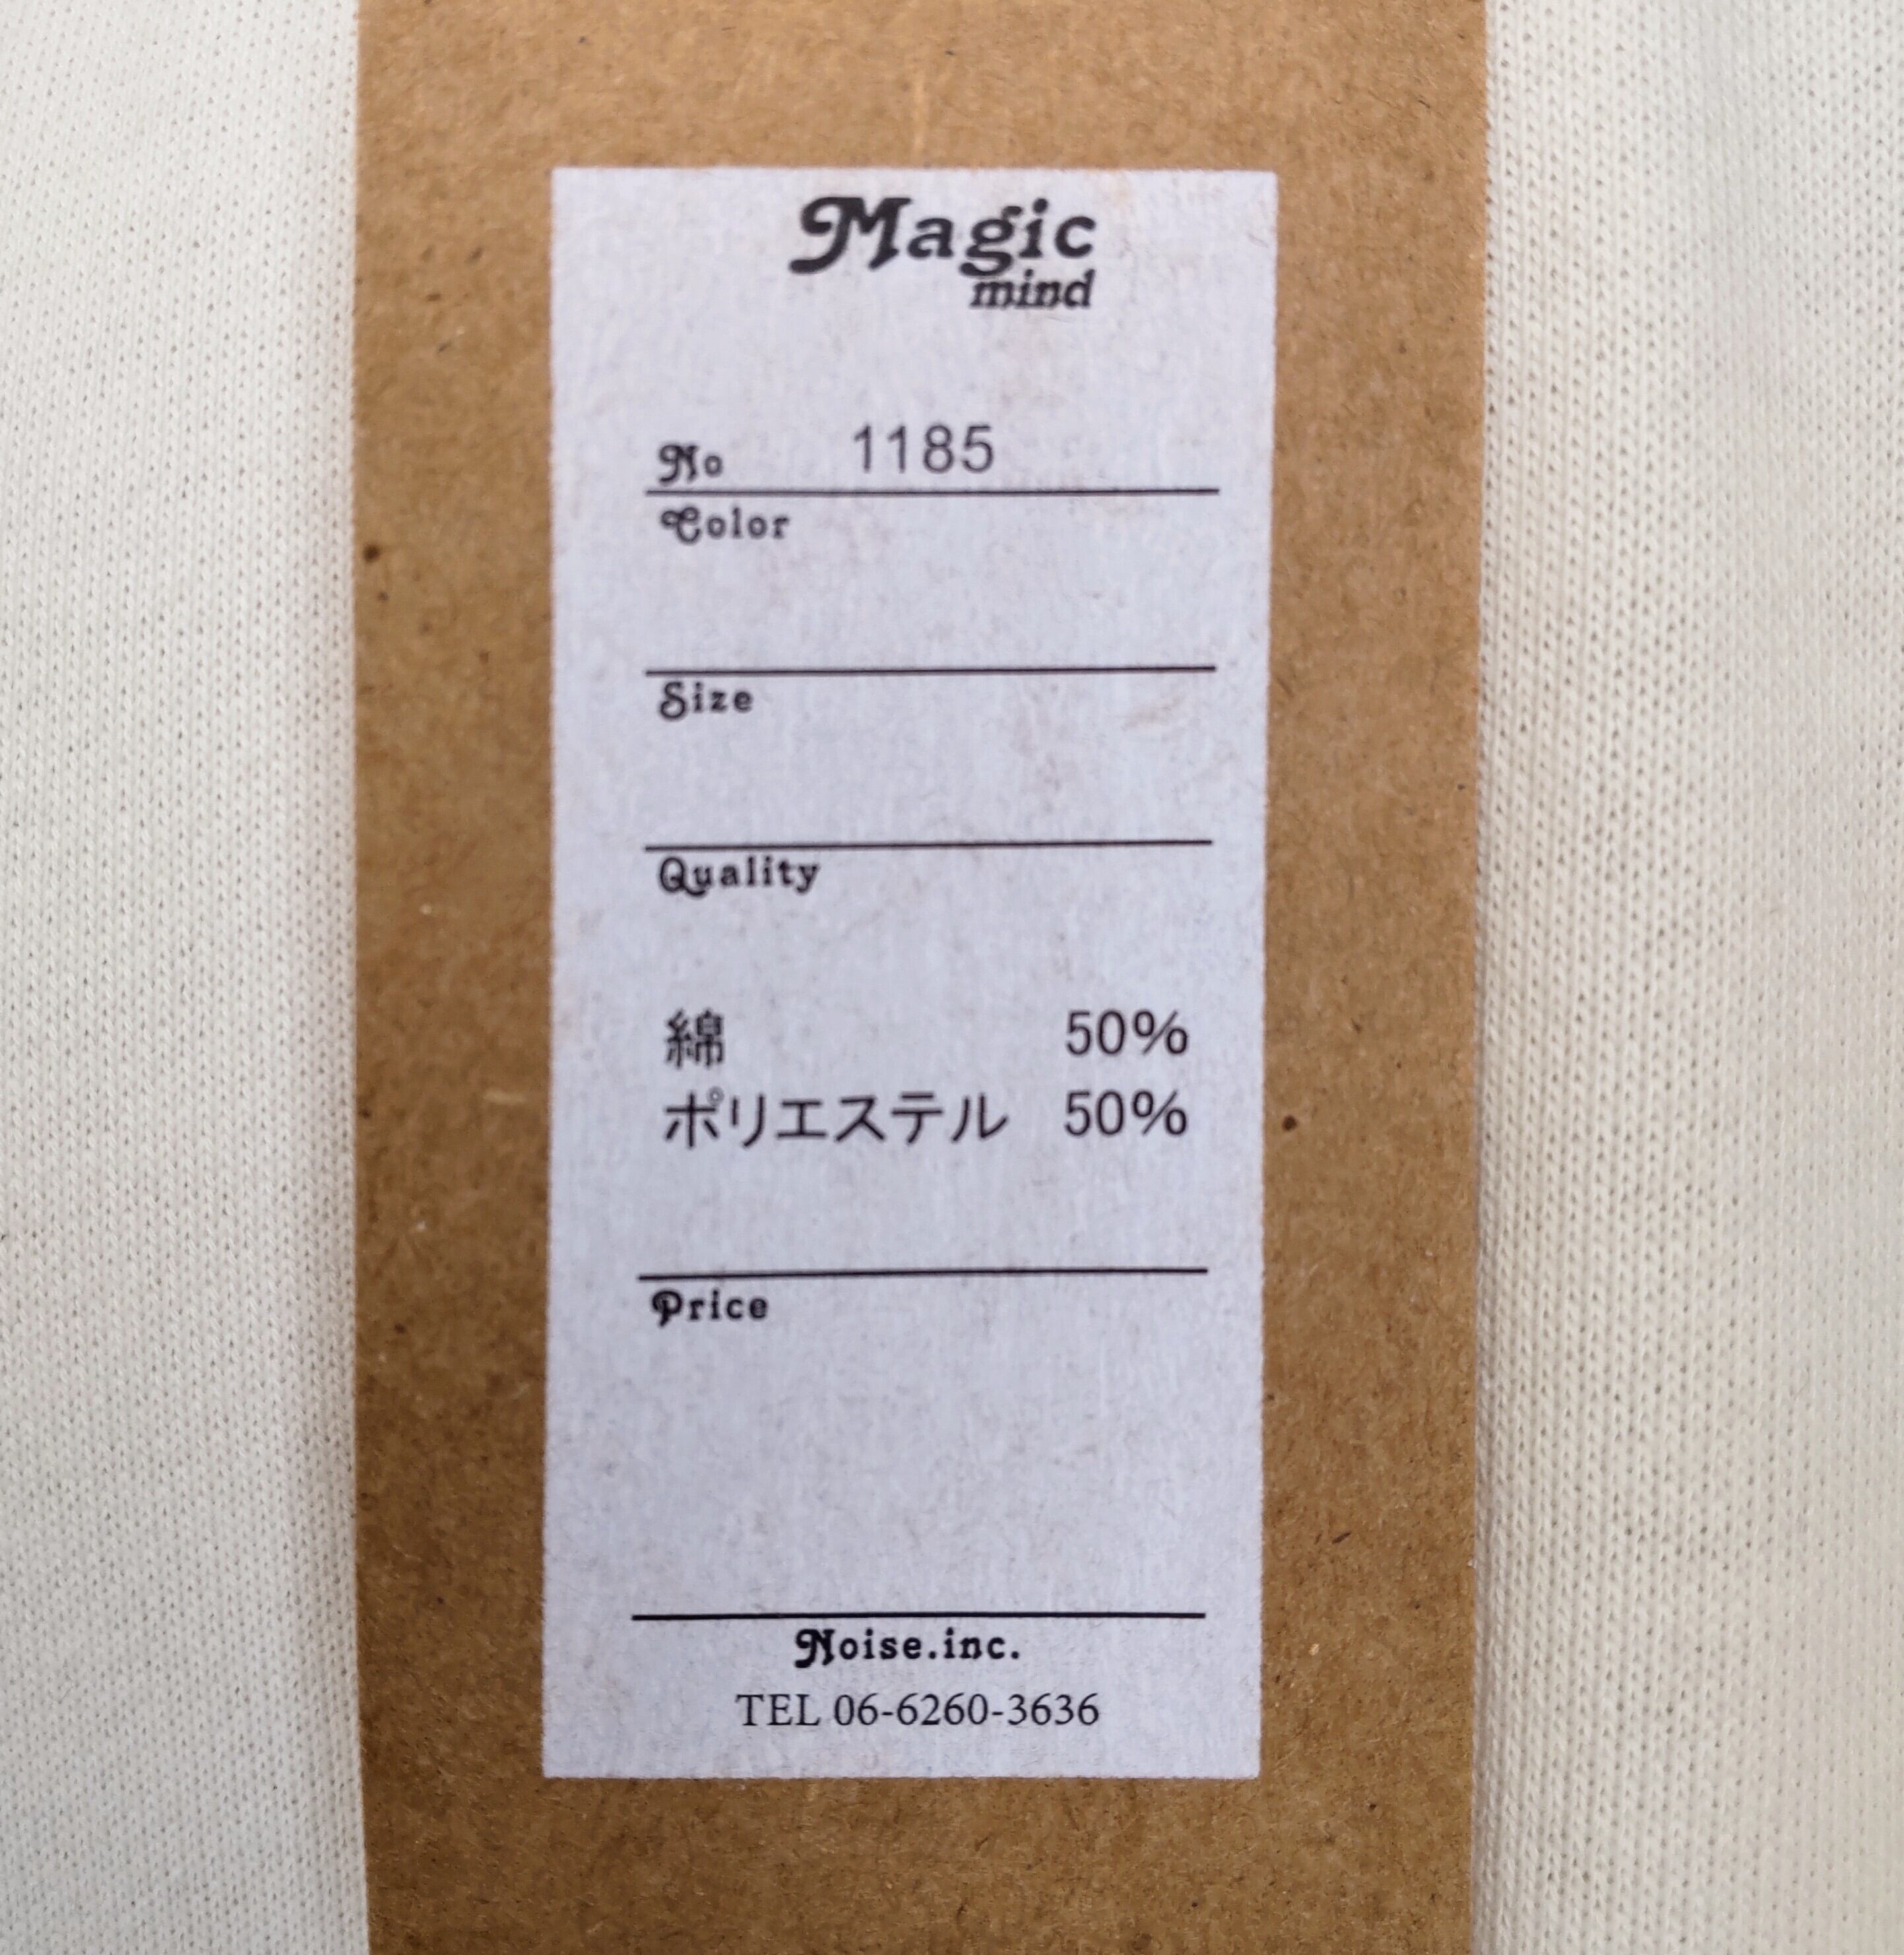 Magic
mind
No 1185
Color
Size
Quality
綿 50%
ポリエステル 50%
Price
Noise.inc.
TEL 06-6260-3636